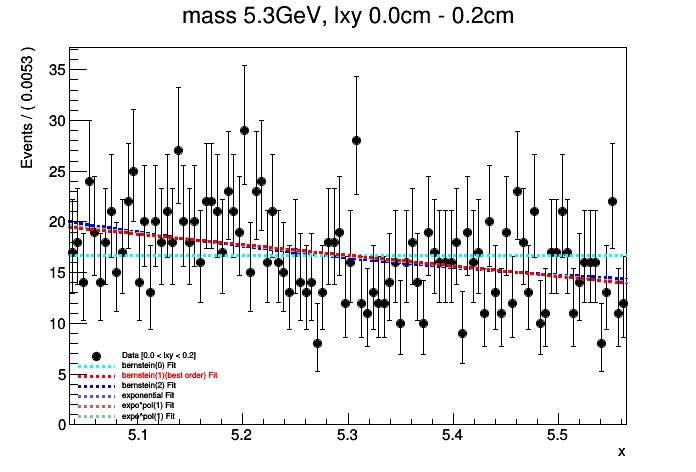 mass 5.3GeV, lxy 0.0cm - 0.2cm
Events / ( 0.0053 )
35
30
25
20
15
10
5
0
Data [0.0 < lxy < 0.2]
bernstein(0) Fit
bernstein(1)(best order) Fit
bernstein(2) Fit
exponential Fit
expo*pol(1) Fit
expo*pol(1) Fit
5.1 5.2 5.3 5.4 5.5
x